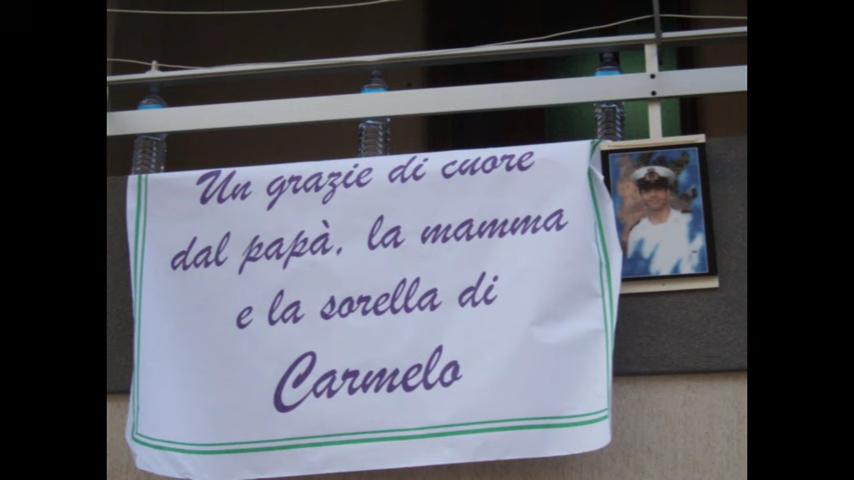 Un grazie di cuore
dal papà, la mamma
e la sorella di
Carmelo